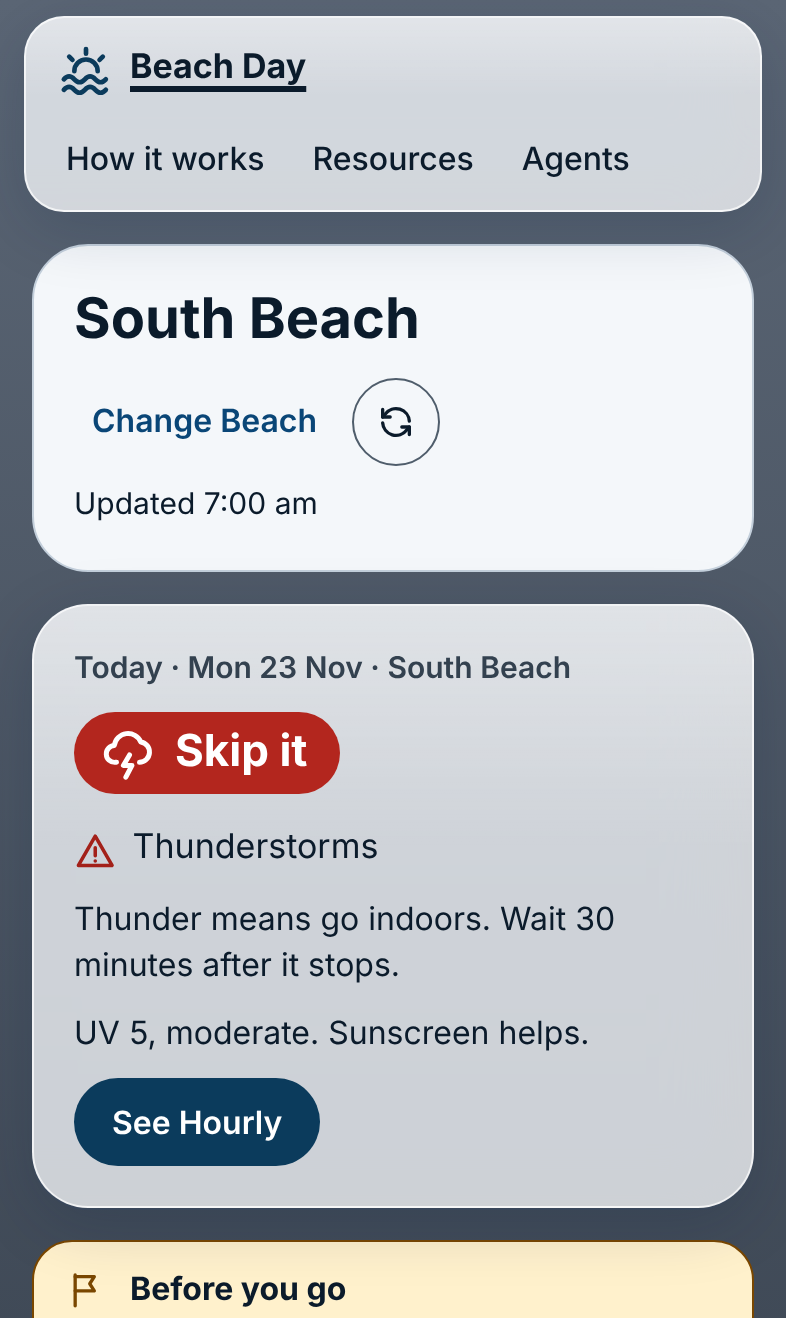 Beach Day
How it works Resources Agents
South Beach
Change Beach
Updated 7:00 am
Today · Mon 23 Nov · South Beach
Skip it
Thunderstorms
Thunder means go indoors. Wait 30
minutes after it stops.
UV 5, moderate. Sunscreen helps.
See Hourly
Before you go